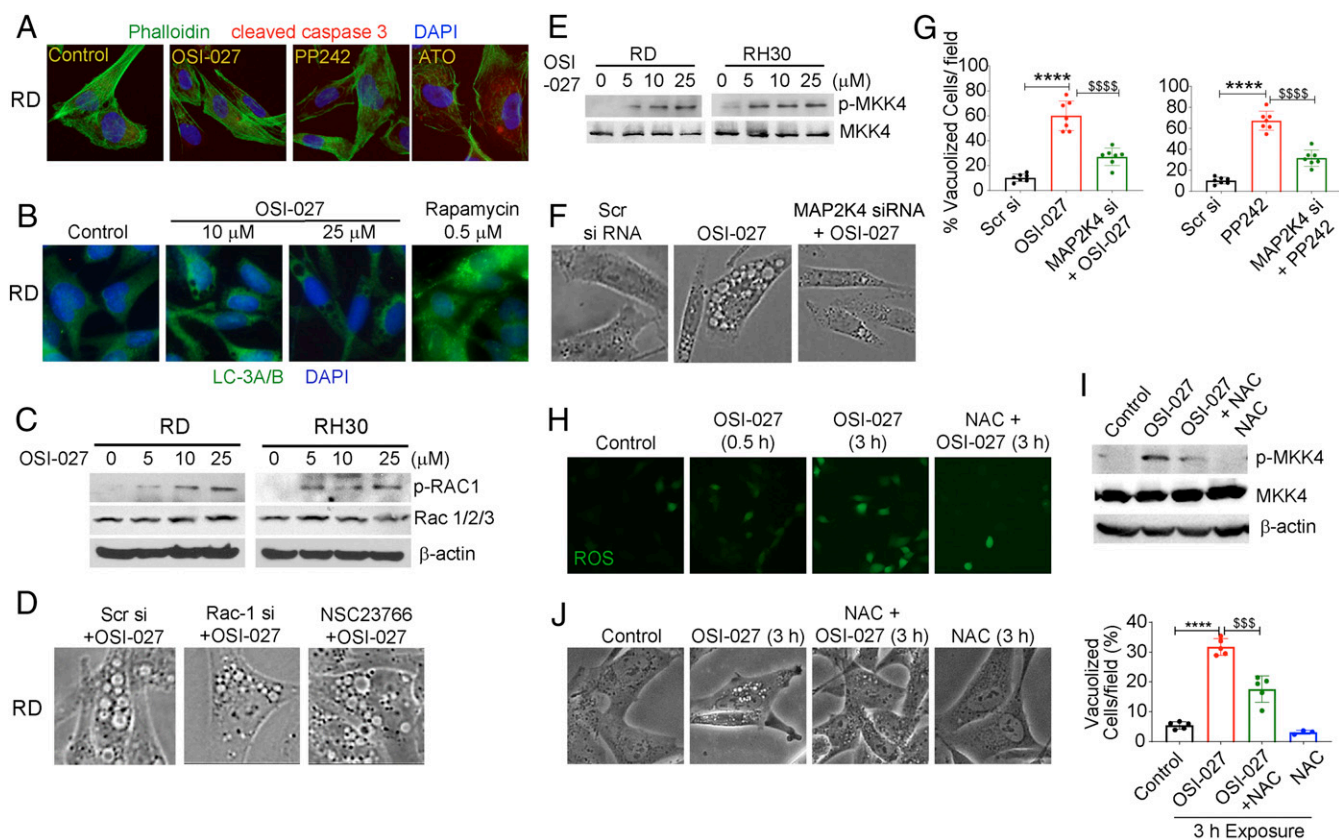 A
Phalloidin cleaved caspase 3 DAPI
Control OSI-027 PP242 ATO
RD
B
OSI-027
Control 10 µM 25 µM
Rapamycin
0.5 µM
RD
LC-3A/B DAPI
C
RD RH30
OSI-027 0 5 10 25 0 5 10 25 (µM)
p-RAC1
Rac 1/2/3
β-actin
D
Scr si
+OSI-027
Rac-1 si
+OSI-027
NSC23766
+OSI-027
RD
E
RD RH30
OSI
-027
0 5 10 25 0 5 10 25 (µM)
p-MKK4
MKK4
F
Scr
si RNA
OSI-027
MAP2K4 siRNA
+ OSI-027
G
% Vacuolized Cells/ field
100
80
60
40
20
0
**** $$$$
Scr si
OSI-027
MAP2K4 si
+ OSI-027
100
80
60
40
20
0
**** $$$$
Scr si
PP242
MAP2K4 si
+ PP242
H
Control
OSI-027
(0.5 h)
OSI-027
(3 h)
NAC +
OSI-027 (3 h)
ROS
I
Control
OSI-027
OSI-027
+ NAC
NAC
p-MKK4
MKK4
β-actin
J
Control
OSI-027 (3 h)
NAC +
OSI-027 (3 h)
NAC (3 h)
Vacuolized
Cells/field (%)
40
30
20
10
0
**** $$$
Control
OSI-027
OSI-027
+NAC
NAC
3 h Exposure